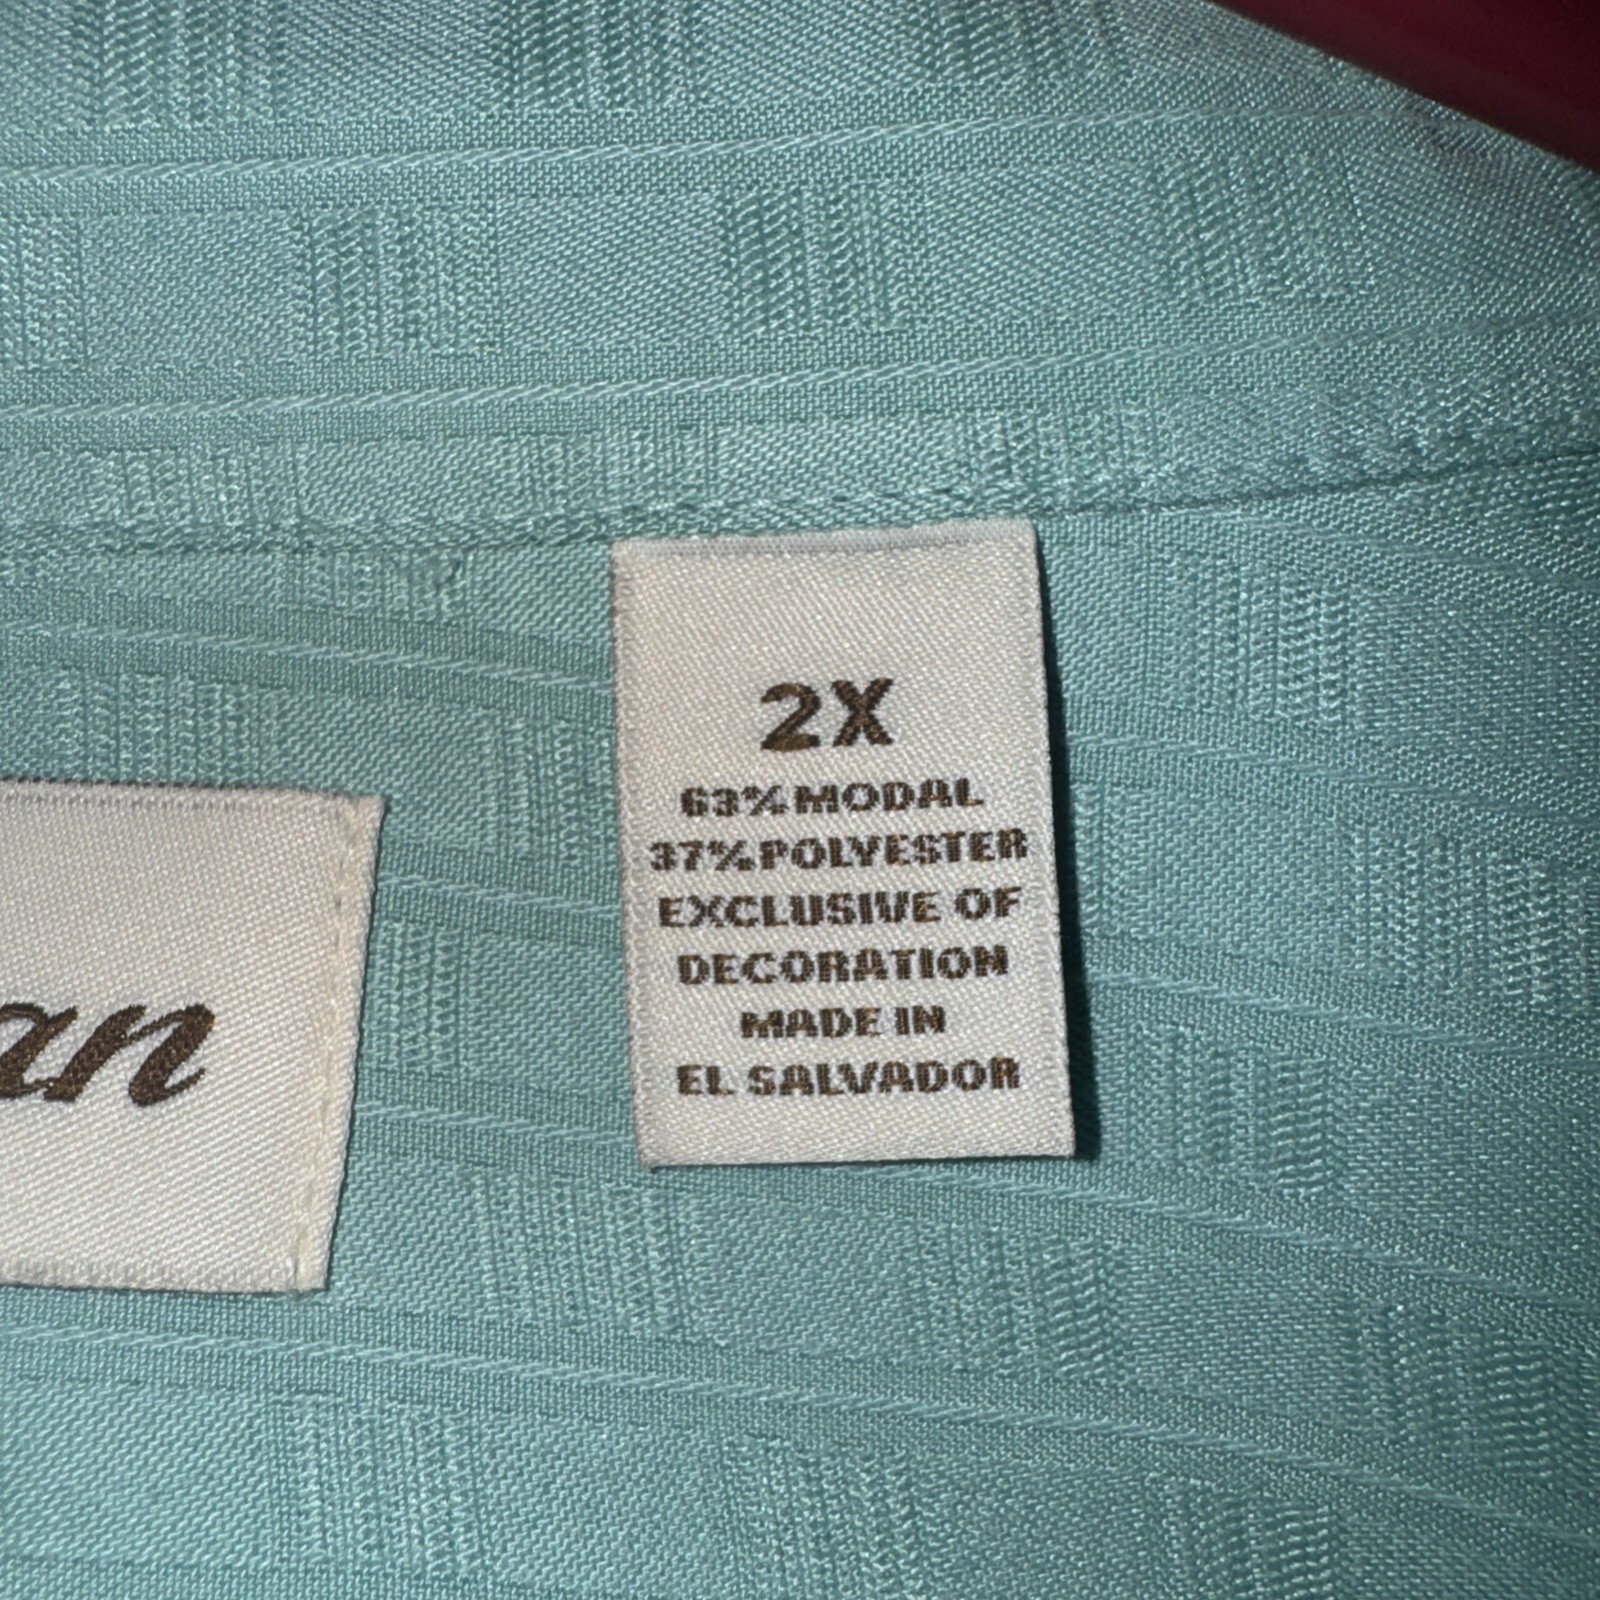 2X
63% MODAL
37% POLYESTER
EXCLUSIVE OF
DECORATION
MADE IN
EL SALVADOR
an